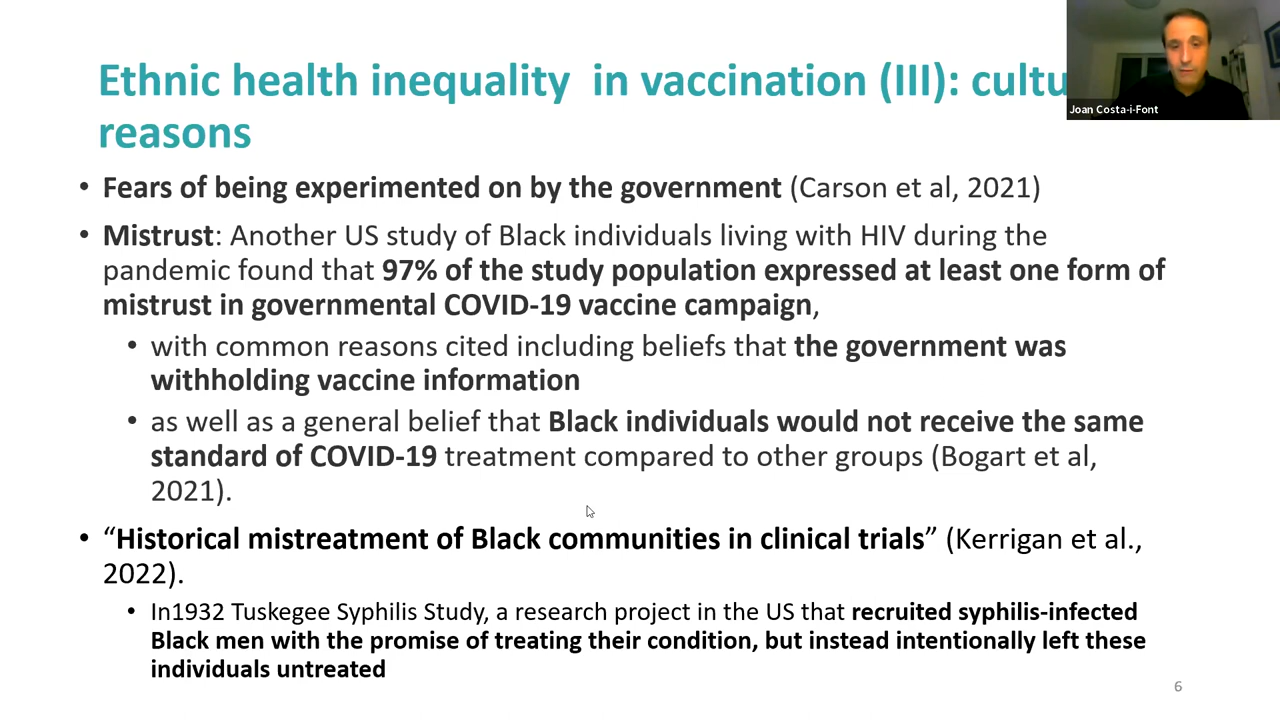 Ethnic health inequality  in vaccination (III): cultu
reasons
Joan Costa-i-Font
• Fears of being experimented on by the government (Carson et al, 2021)
• Mistrust: Another US study of Black individuals living with HIV during the
pandemic found that 97% of the study population expressed at least one form of
mistrust in governmental COVID-19 vaccine campaign,
• with common reasons cited including beliefs that the government was
withholding vaccine information
• as well as a general belief that Black individuals would not receive the same
standard of COVID-19 treatment compared to other groups (Bogart et al,
2021).
• “Historical mistreatment of Black communities in clinical trials” (Kerrigan et al.,
2022).
• In1932 Tuskegee Syphilis Study, a research project in the US that recruited syphilis-infected
Black men with the promise of treating their condition, but instead intentionally left these
individuals untreated
6